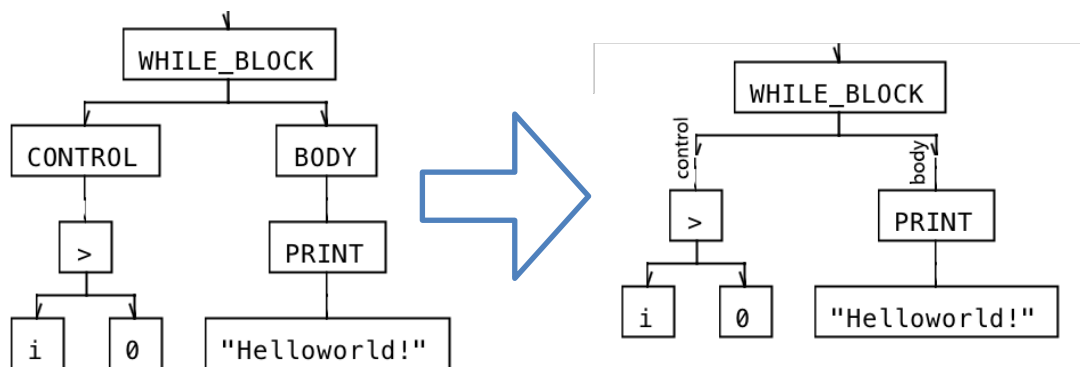 WHILE_BLOCK
CONTROL
BODY
>
PRINT
i
0
"Helloworld!"
WHILE_BLOCK
control
body
>
PRINT
i
0
"Helloworld!"